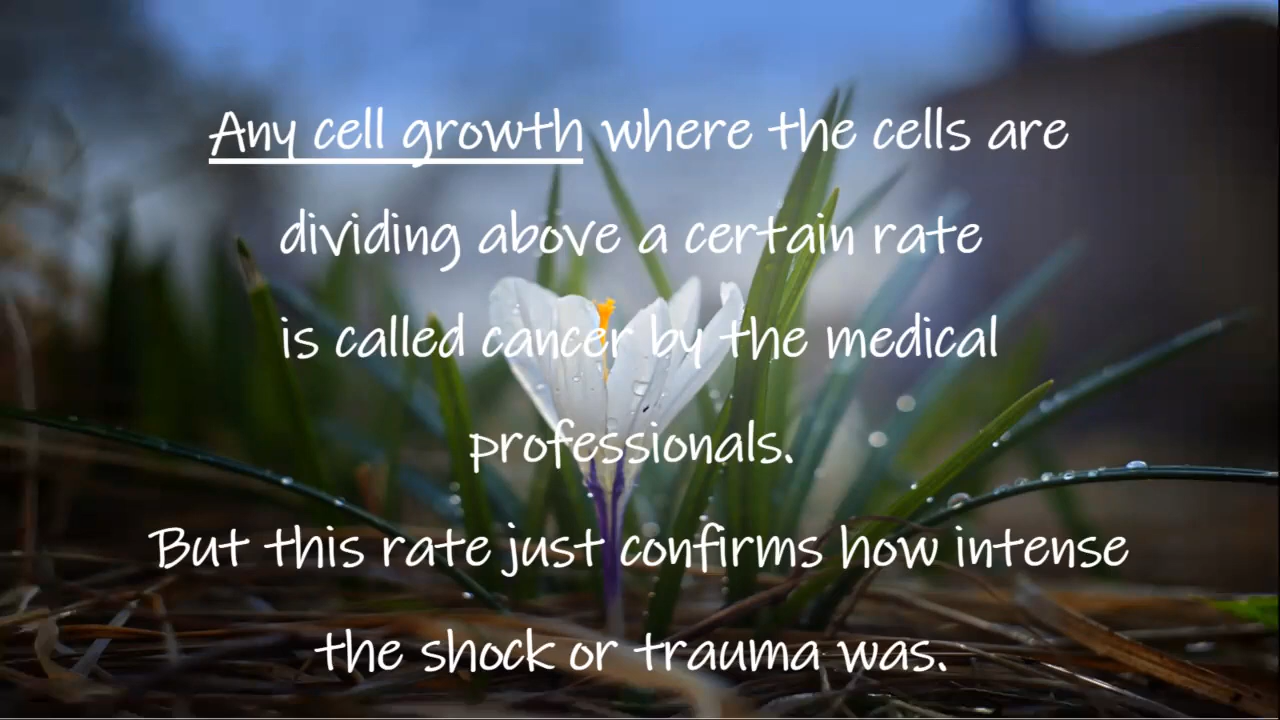 Any cell growth where the cells are
dividing above a certain rate
is called cancer by the medical
professionals.
But this rate just confirms how intense
the shock or trauma was.